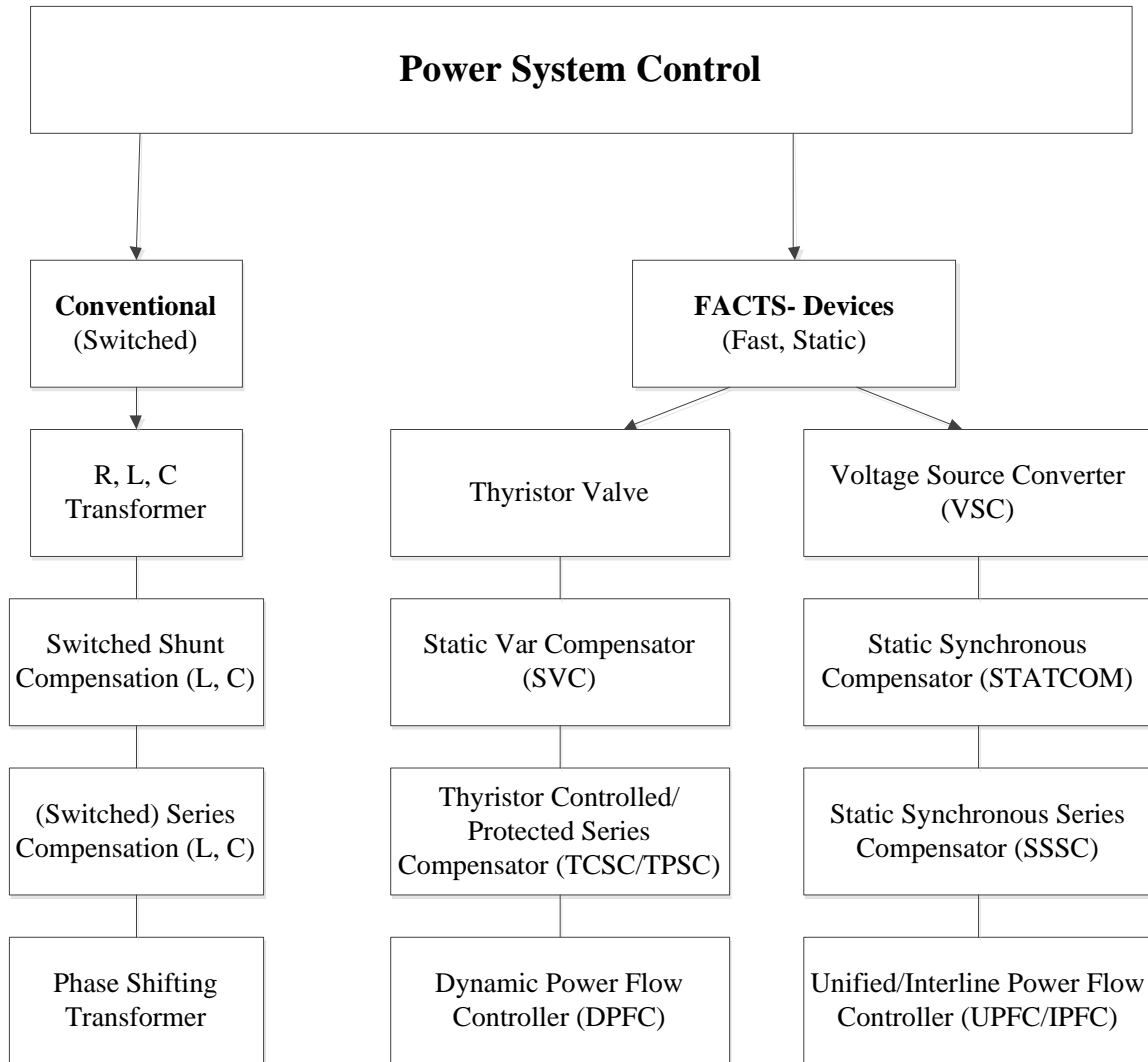 Power System Control
Conventional
(Switched)
FACTS- Devices
(Fast, Static)
R, L, C
Transformer
Thyristor Valve
Voltage Source Converter
(VSC)
Switched Shunt
Compensation (L, C)
Static Var Compensator
(SVC)
Static Synchronous
Compensator (STATCOM)
(Switched) Series
Compensation (L, C)
Thyristor Controlled/
Protected Series
Compensator (TCSC/TPSC)
Static Synchronous Series
Compensator (SSSC)
Phase Shifting
Transformer
Dynamic Power Flow
Controller (DPFC)
Unified/Interline Power Flow
Controller (UPFC/IPFC)